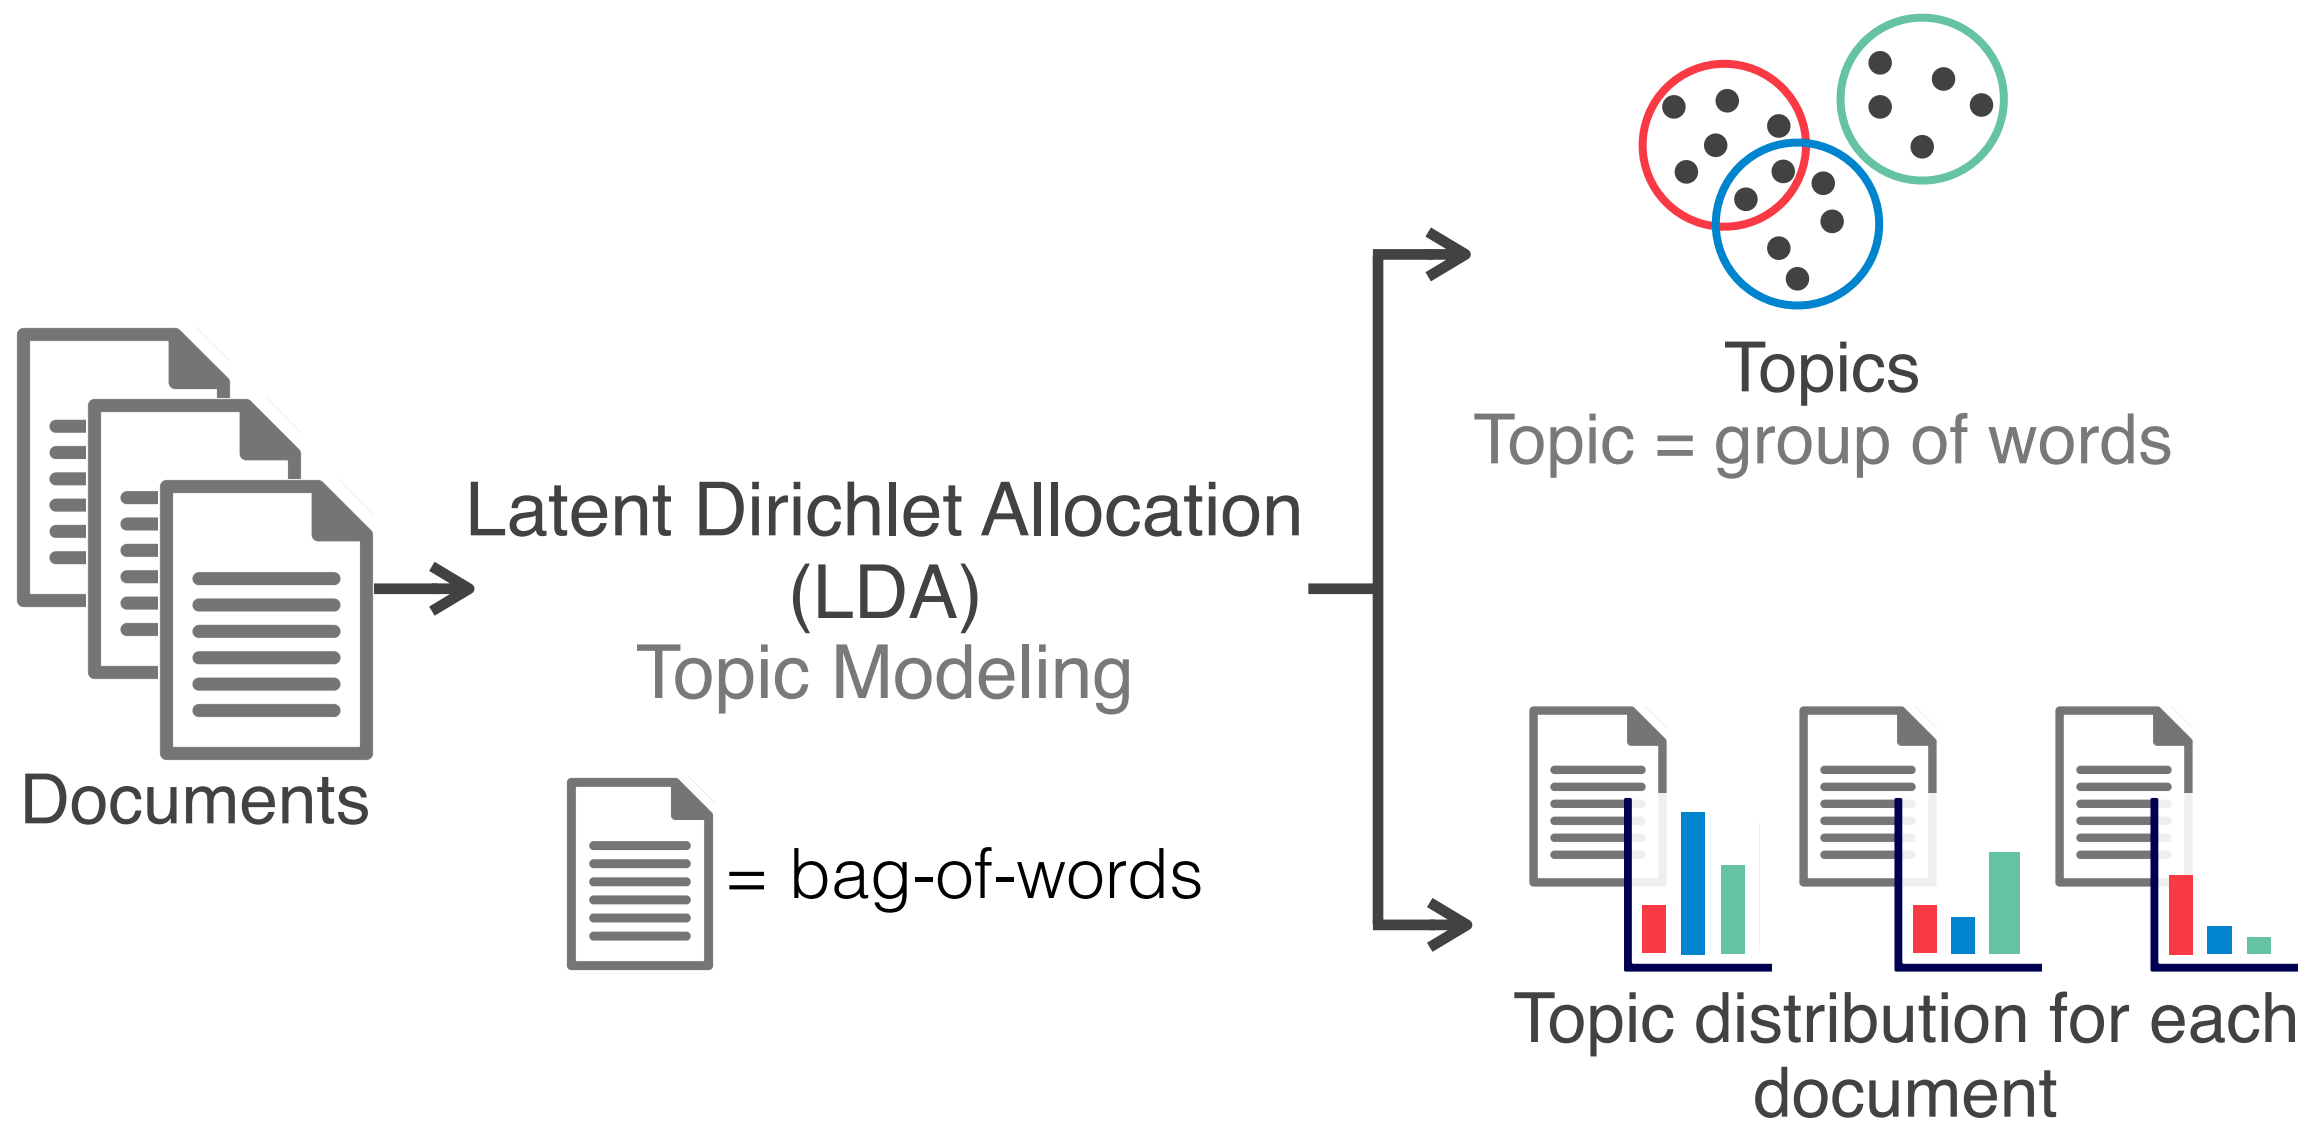 Documents
Latent Dirichlet Allocation
(LDA)
Topic Modeling
= bag-of-words
Topics
Topic = group of words
Topic distribution for each
document